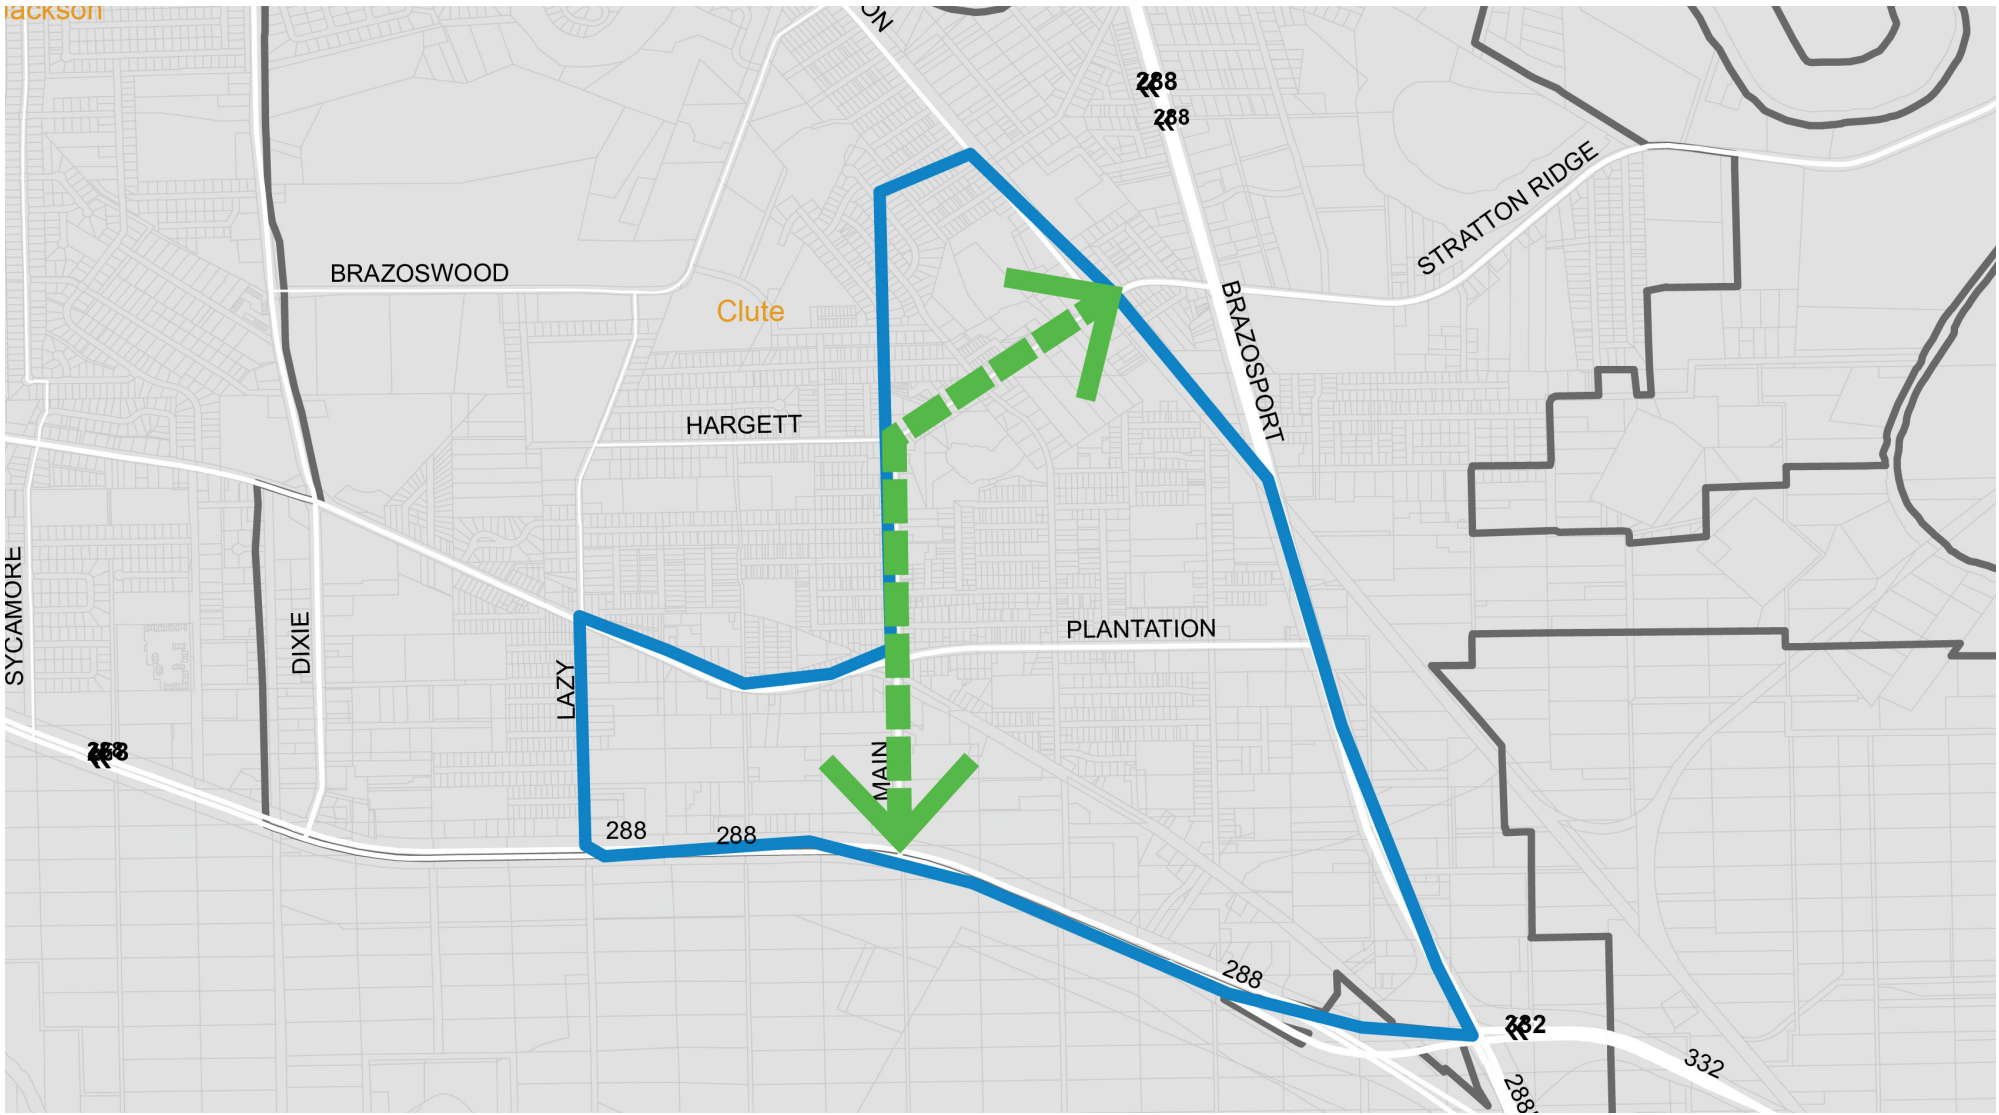 Jackson
ON
288
288
STRATTON RIDGE
BRAZOSWOOD
Clute
BRAZOSPORT
HARGETT
SYCAMORE
DIXIE
PLANTATION
LAZY
MAIN
288
288
288
332
332
288